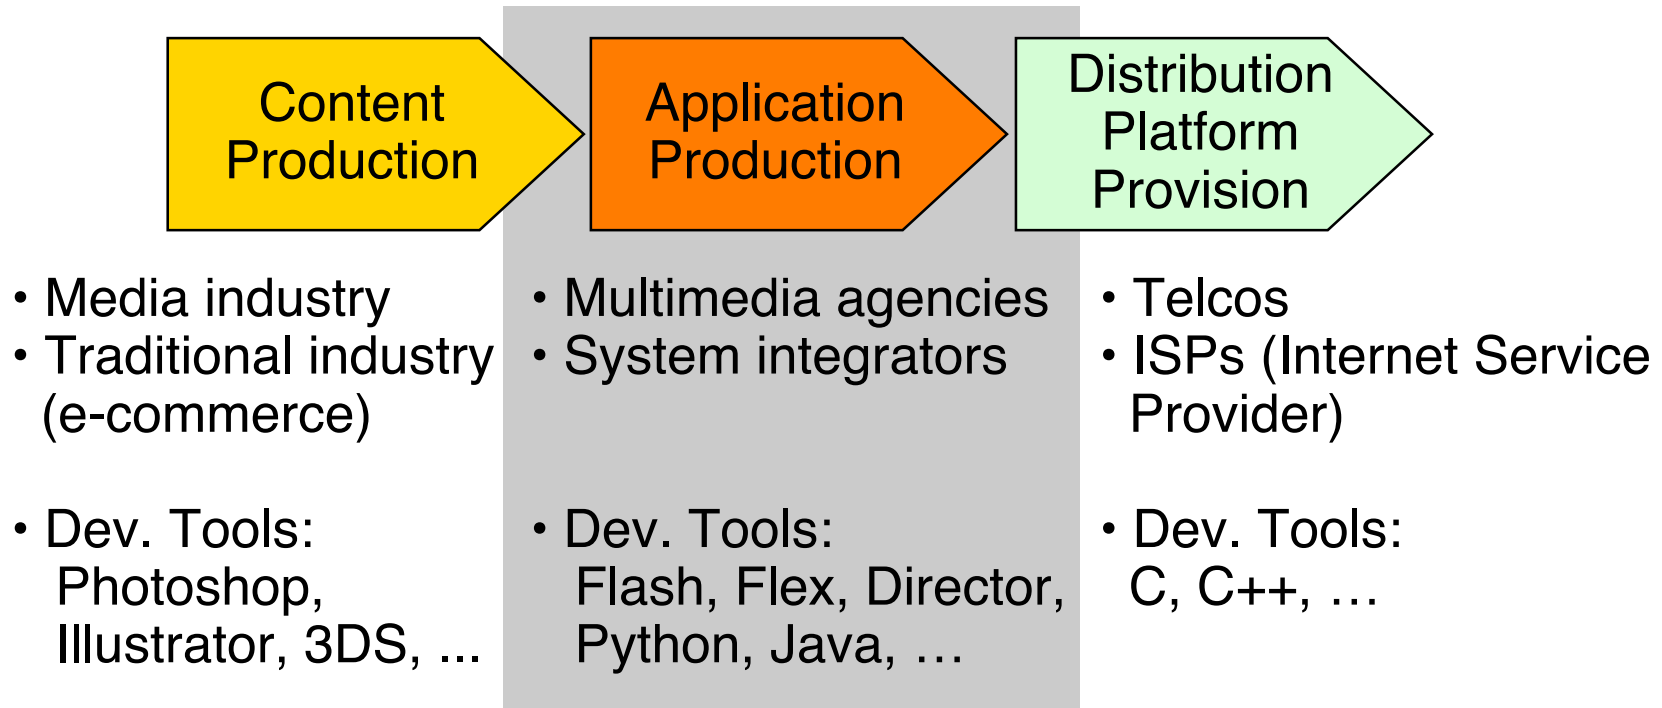 Content
Production
Application
Production
Distribution
Platform
Provision
• Media industry
• Traditional industry
(e-commerce)
• Dev. Tools:
Photoshop,
Illustrator, 3DS, ...
• Multimedia agencies
• System integrators
• Dev. Tools:
Flash, Flex, Director,
Python, Java, …
• Telcos
• ISPs (Internet Service
Provider)
• Dev. Tools:
C, C++, …